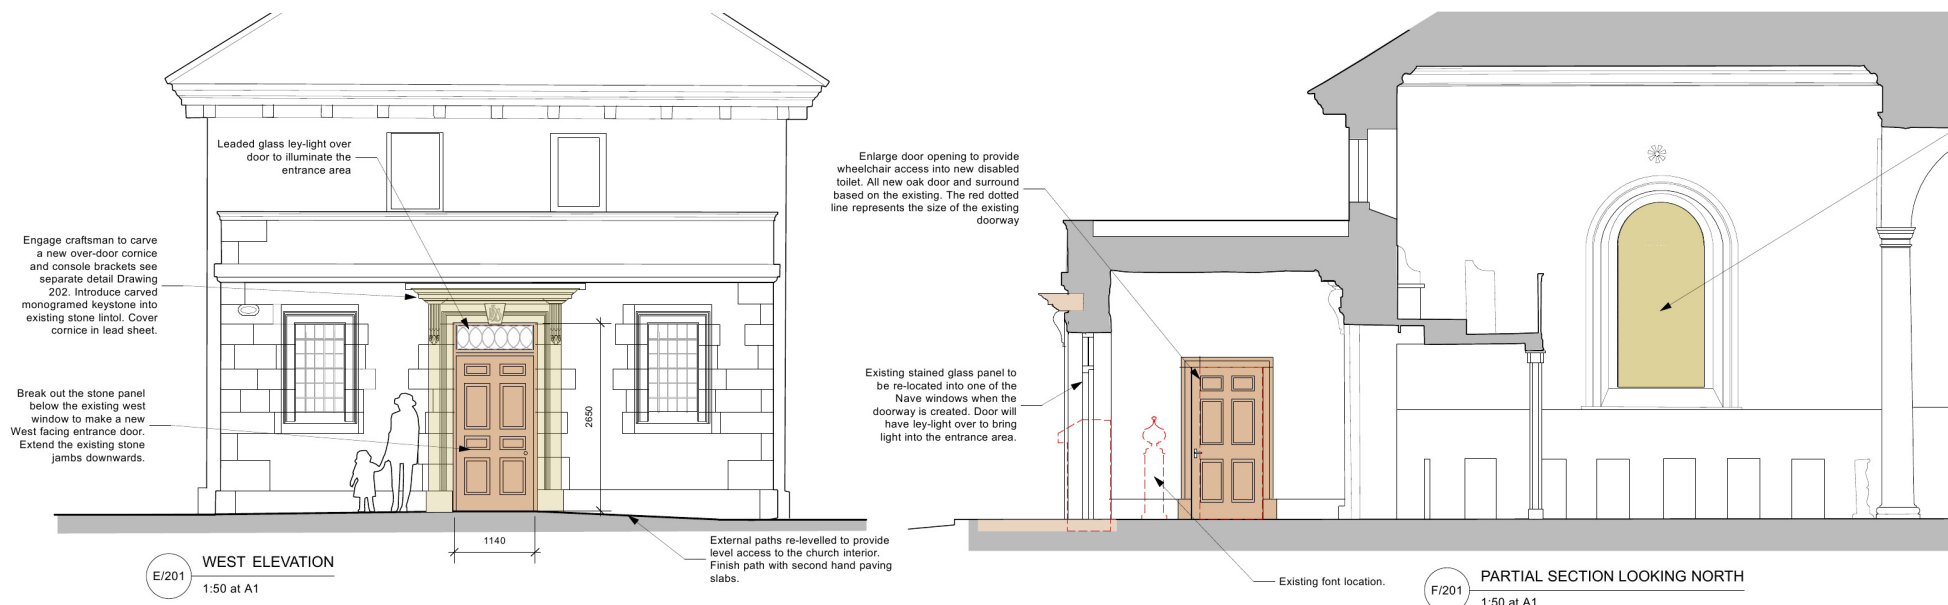 Leaded glass ley-light over
door to illuminate the
entrance area
Engage craftsman to carve
a new over-door cornice
and console brackets see
separate detail Drawing
202. Introduce carved
monogramed keystone into
existing stone lintol. Cover
cornice in lead sheet.
Break out the stone panel
below the existing west
window to make a new
West facing entrance door.
Extend the existing stone
jambs downwards.
2650
1140
External paths re-levelled to provide
level access to the church interior.
Finish path with second hand paving
slabs.
E/201
WEST ELEVATION
1:50 at A1
Enlarge door opening to provide
wheelchair access into new disabled
toilet. All new oak door and surround
based on the existing. The red dotted
line represents the size of the existing
doorway
Existing stained glass panel to
be re-located into one of the
Nave windows when the
doorway is created. Door will
have ley-light over to bring
light into the entrance area.
Existing font location.
F/201
PARTIAL SECTION LOOKING NORTH
1:50 at A1